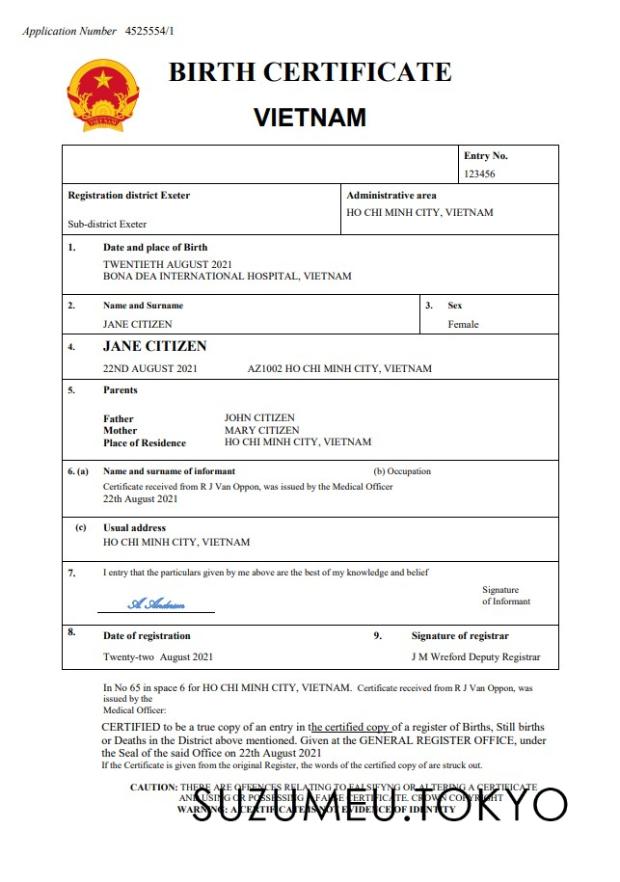 Application Number 4525554/1
BIRTH CERTIFICATE
VIETNAM
Entry No.
123456
Registration district Exeter
Sub-district Exeter
Administrative area
HO CHI MINH CITY, VIETNAM
1. Date and place of Birth
TWENTIETH AUGUST 2021
BONA DEA INTERNATIONAL HOSPITAL, VIETNAM
2. Name and Surname
JANE CITIZEN
3. Sex
Female
4. JANE CITIZEN
22ND AUGUST 2021 AZ1002 HO CHI MINH CITY, VIETNAM
5. Parents
Father JOHN CITIZEN
Mother MARY CITIZEN
Place of Residence HO CHI MINH CITY, VIETNAM
6. (a) Name and surname of informant (b) Occupation
Certificate received from R J Van Oppon, was issued by the Medical Officer
22th August 2021
(c) Usual address
HO CHI MINH CITY, VIETNAM
7. I entry that the particulars given by me above are the best of my knowledge and belief
A. Anderson
Signature
of Informant
8. Date of registration 9. Signature of registrar
Twenty-two August 2021 J M Wreford Deputy Registrar
In No 65 in space 6 for HO CHI MINH CITY, VIETNAM. Certificate received from R J Van Oppon, was
issued by the
Medical Officer:
CERTIFIED to be a true copy of an entry in the certified copy of a register of Births, Still births
or Deaths in the District above mentioned. Given at the GENERAL REGISTER OFFICE, under
the Seal of the said Office on 22th August 2021
If the Certificate is given from the original Register, the words of the certified copy of are struck out.
CAUTION: THERE ARE OFFENCES RELATING TO FALSIFYNG OR ALTERING A CERTIFICATE
AND USING OR POSSESSING A FALSE CERTIFICATE. CROWN COPYRIGHT
WARNING: A CERTIFICATE IS NOT EVIDENCE OF IDENTITY
SUZUMEU.TOKYO